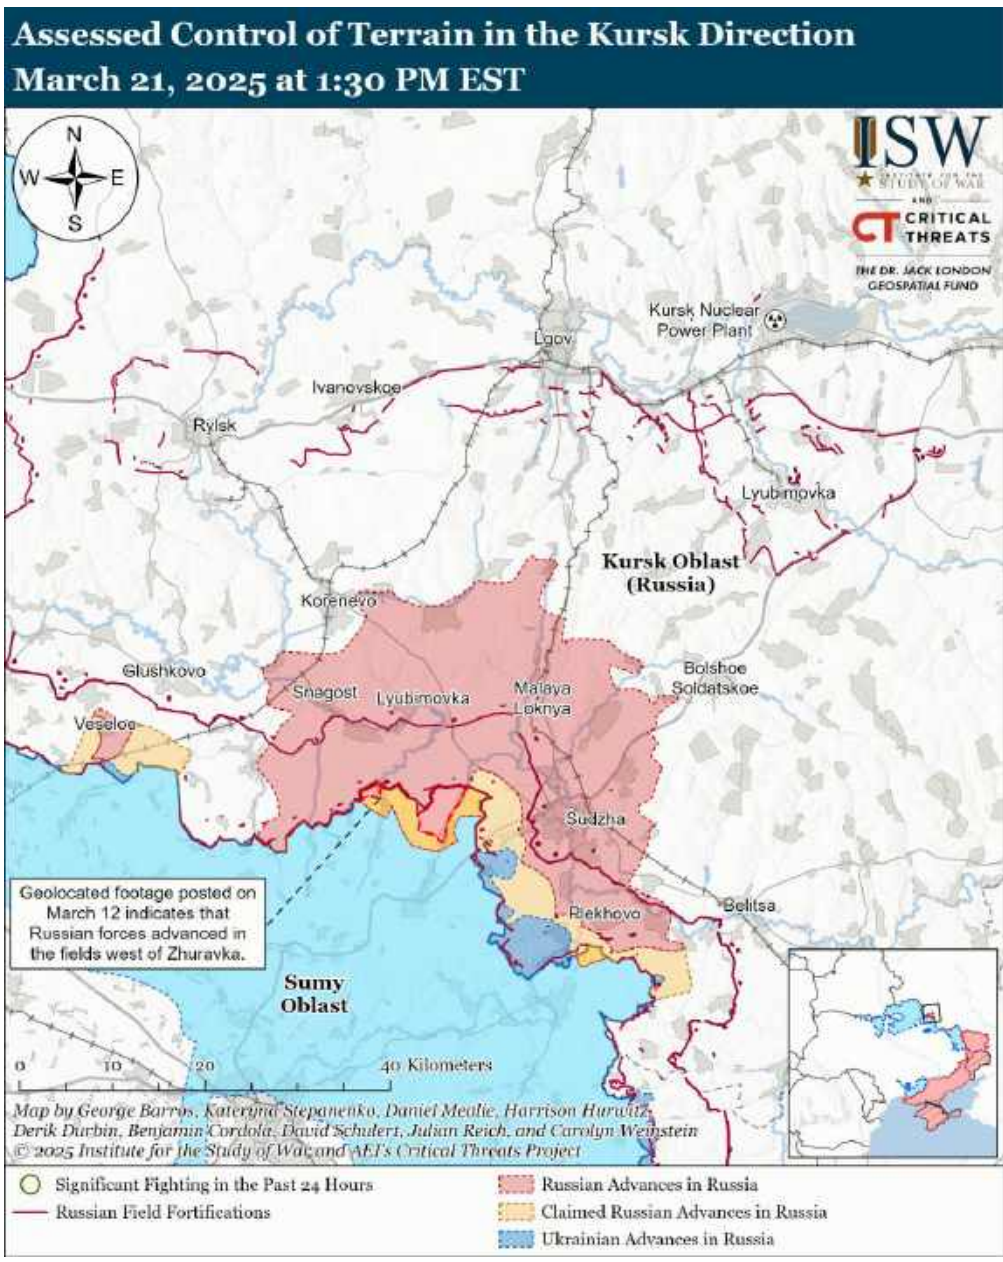 Assessed Control of Terrain in the Kursk Direction
March 21, 2025 at 1:30 PM EST
N
W E
S
ISW
INSTITUTE FOR THE
STUDY OF WAR
AND
CT CRITICAL
THREATS
THE DR. JACK LONDON
GEOSPATIAL FUND
Kursk Nuclear
Power Plant
Lgov
Ivanovskoe
Rylsk
Lyubimovka
Kursk Oblast
(Russia)
Korenevo
Glushkovo
Snagost
Lyubimovka
Malaya
Loknya
Bolshoe
Soldatskoe
Veseloe
Sudzha
Geolocated footage posted on
March 12 indicates that
Russian forces advanced in
the fields west of Zhuravka.
Plekhovo
Belitsa
Sumy
Oblast
0 10 20 40 Kilometers
Map by George Barros, Kateryna Stepanenko, Daniel Mealie, Harrison Hurwitz,
Derik Durbin, Benjamin Cordola, David Schulert, Julian Reich, and Carolyn Weinstein
© 2025 Institute for the Study of War and AEI's Critical Threats Project
Significant Fighting in the Past 24 Hours
Russian Field Fortifications
Russian Advances in Russia
Claimed Russian Advances in Russia
Ukrainian Advances in Russia